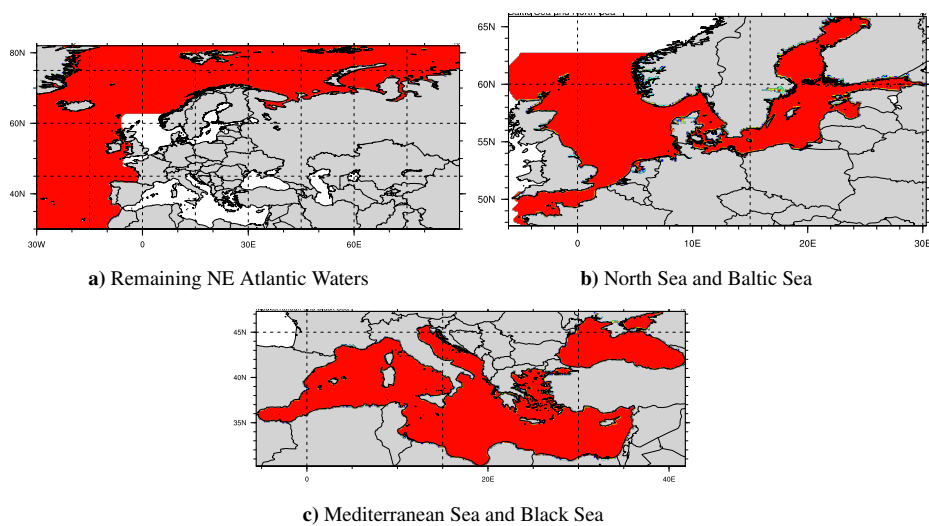 80N
60N
40N
30W 0 30E 60E
a) Remaining NE Atlantic Waters
65N
60N
55N
50N
0 10E 20E 30E
b) North Sea and Baltic Sea
45N
40N
35N
0 20E 40E
c) Mediterranean Sea and Black Sea